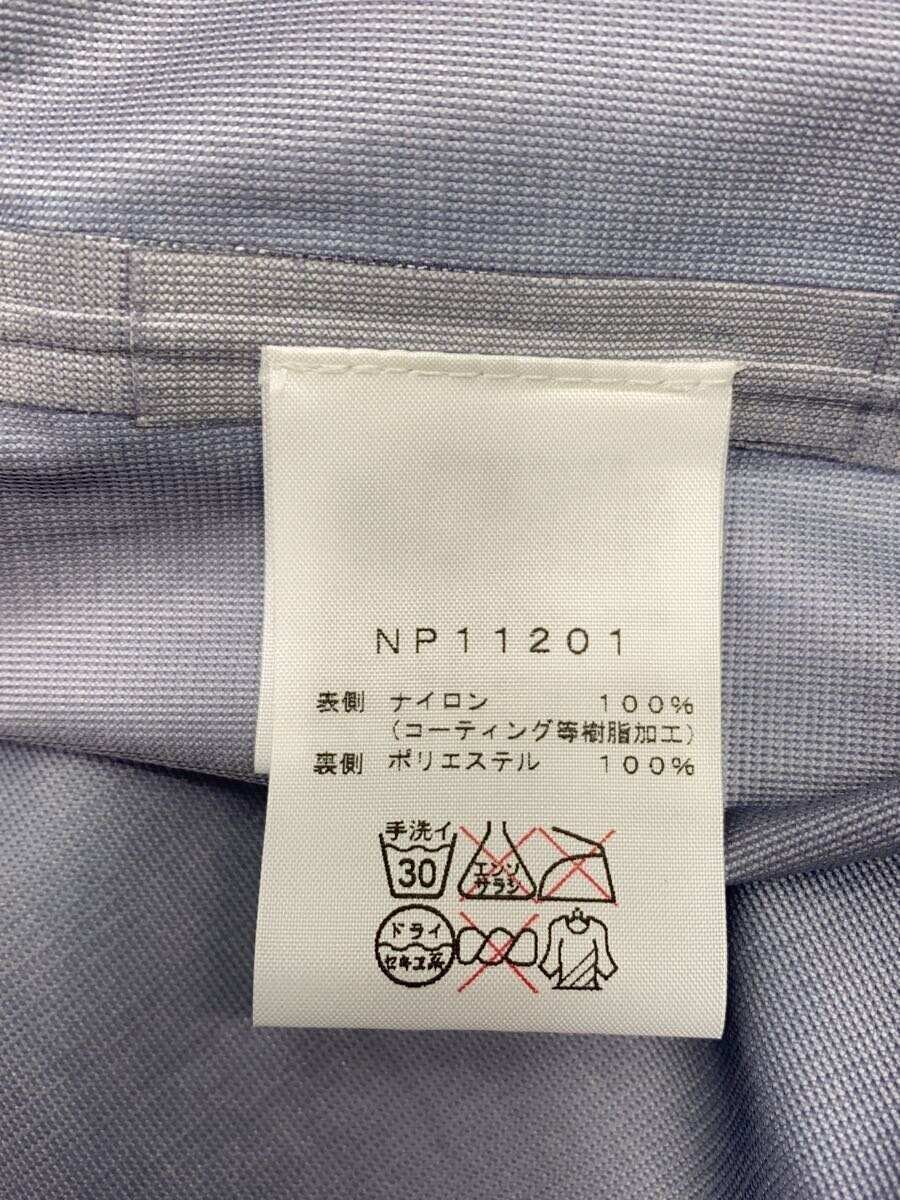 NP11201
表側 ナイロン 100%
(コーティング等樹脂加工)
裏側 ポリエステル 100%
手洗イ
30
エンソ
サラシ
ドライ
セキユ系